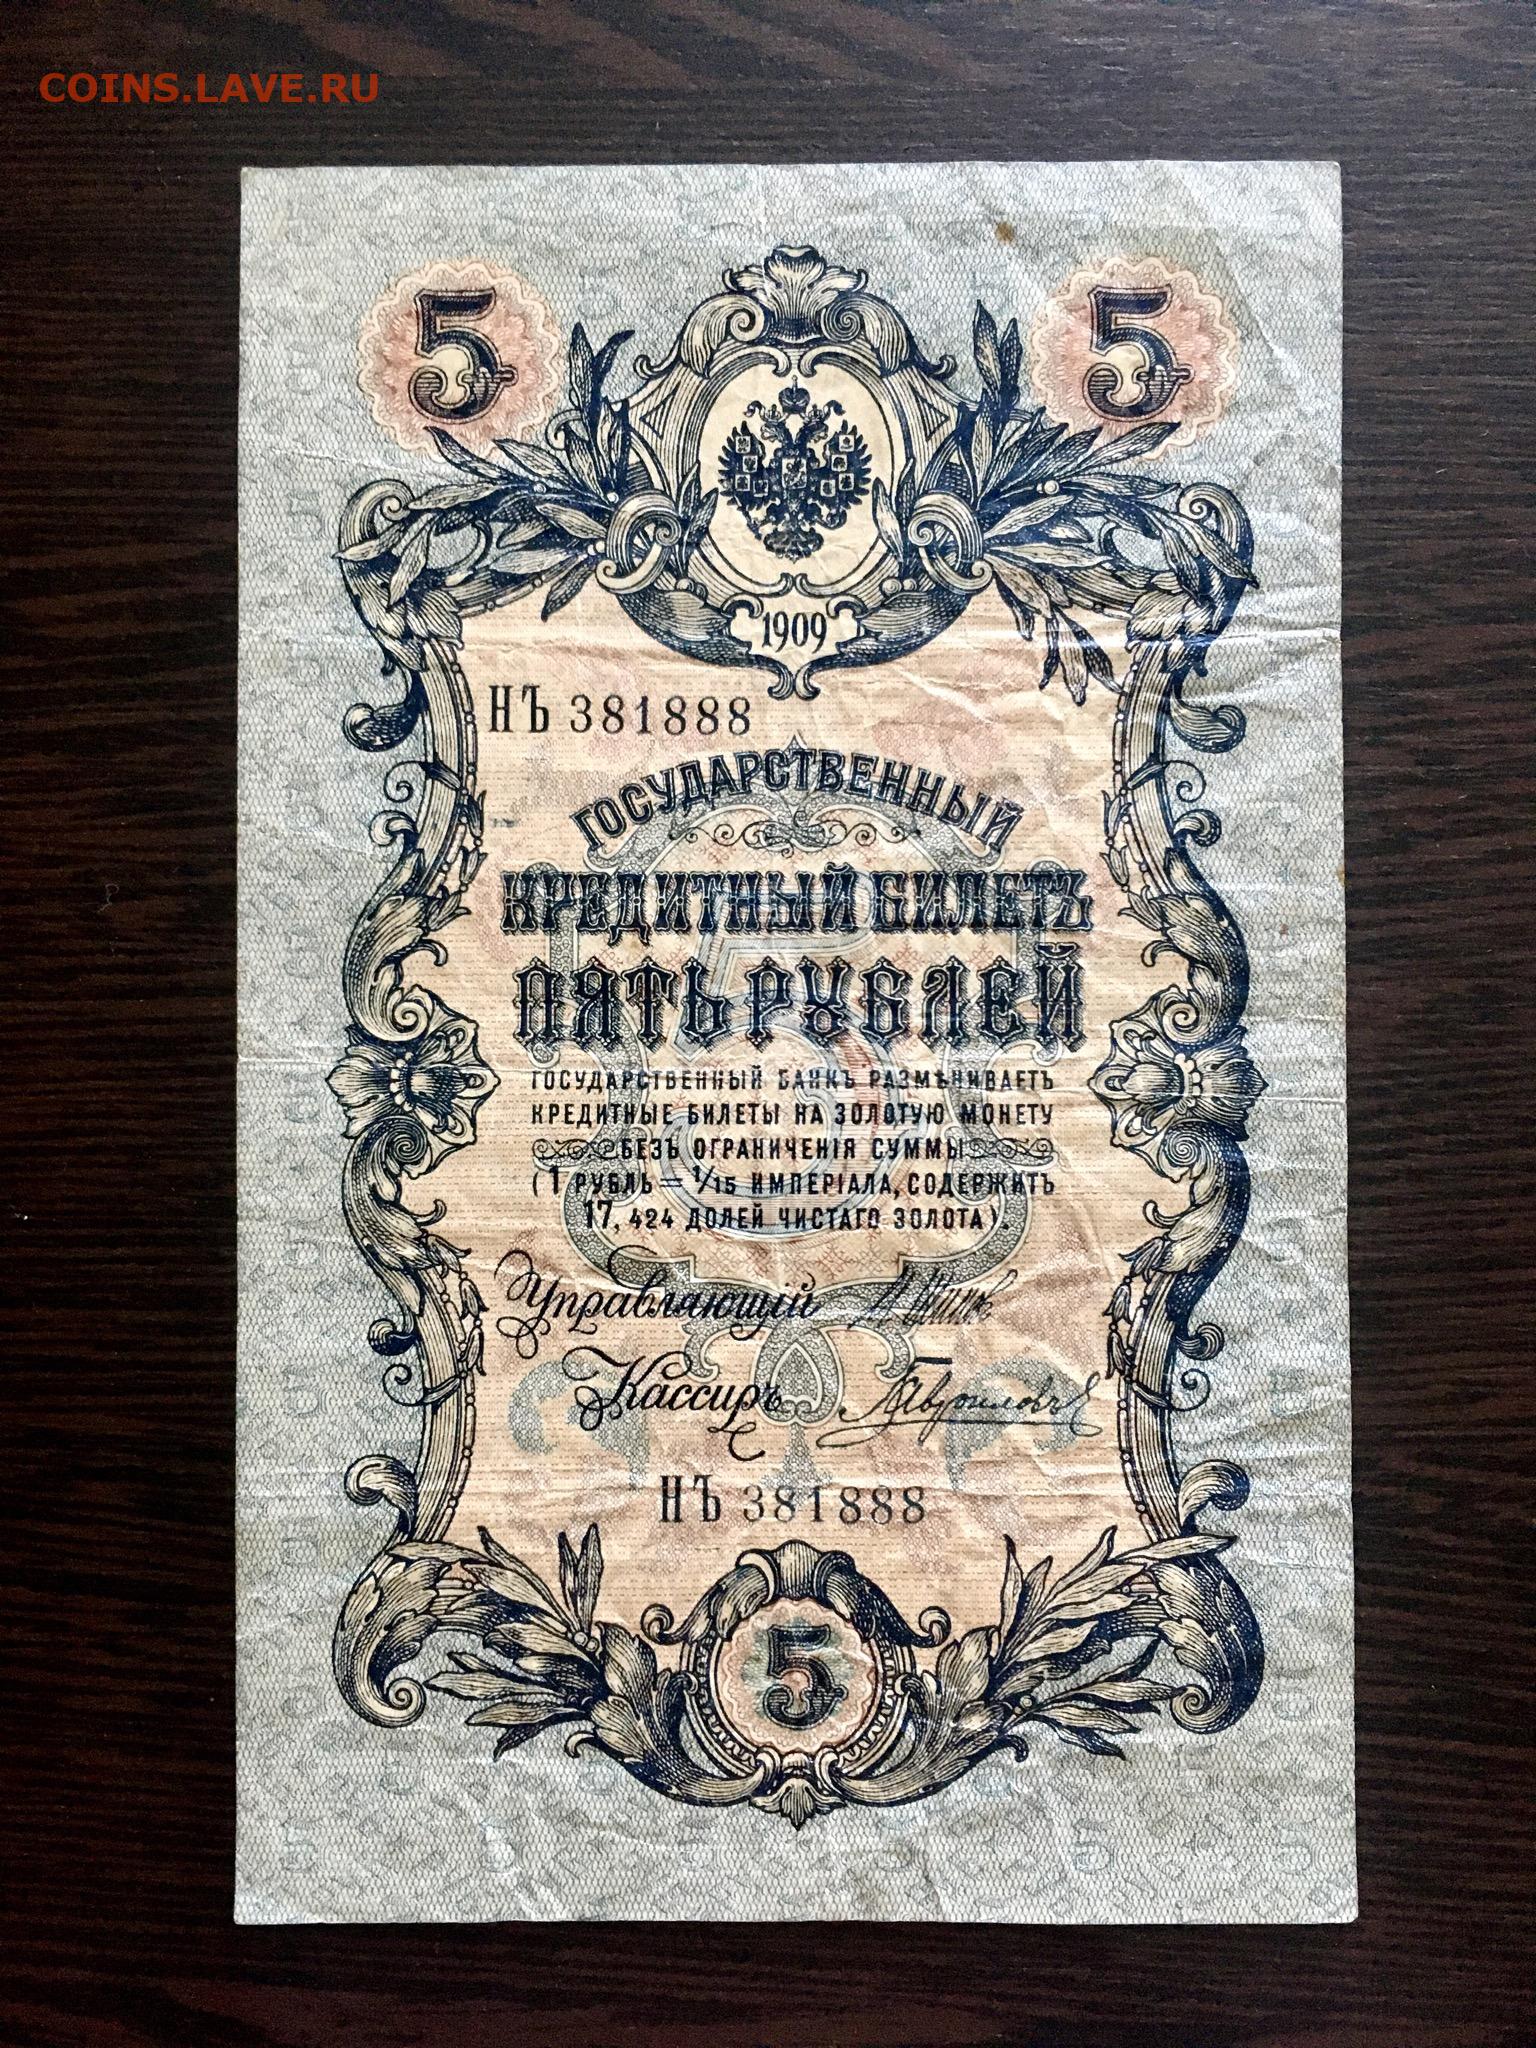 COINS.LAVE.RU
5 5
1909
НЪ 381888
ГОСУДАРСТВЕННЫЙ
КРЕДИТНЫЙ БИЛЕТЪ
ПЯТЬ РУБЛЕЙ
ГОСУДАРСТВЕННЫЙ БАНКЪ РАЗМѢНИВАЕТЪ
КРЕДИТНЫЕ БИЛЕТЫ НА ЗОЛОТУЮ МОНЕТУ
БЕЗЪ ОГРАНИЧЕНІЯ СУММЫ
(1 РУБЛЬ = 1/15 ИМПЕРІАЛА, СОДЕРЖИТЪ
17,424 ДОЛЕЙ ЧИСТАГО ЗОЛОТА).
Управляющій И. Шипов
Кассиръ Гавриловъ
НЪ 381888
5